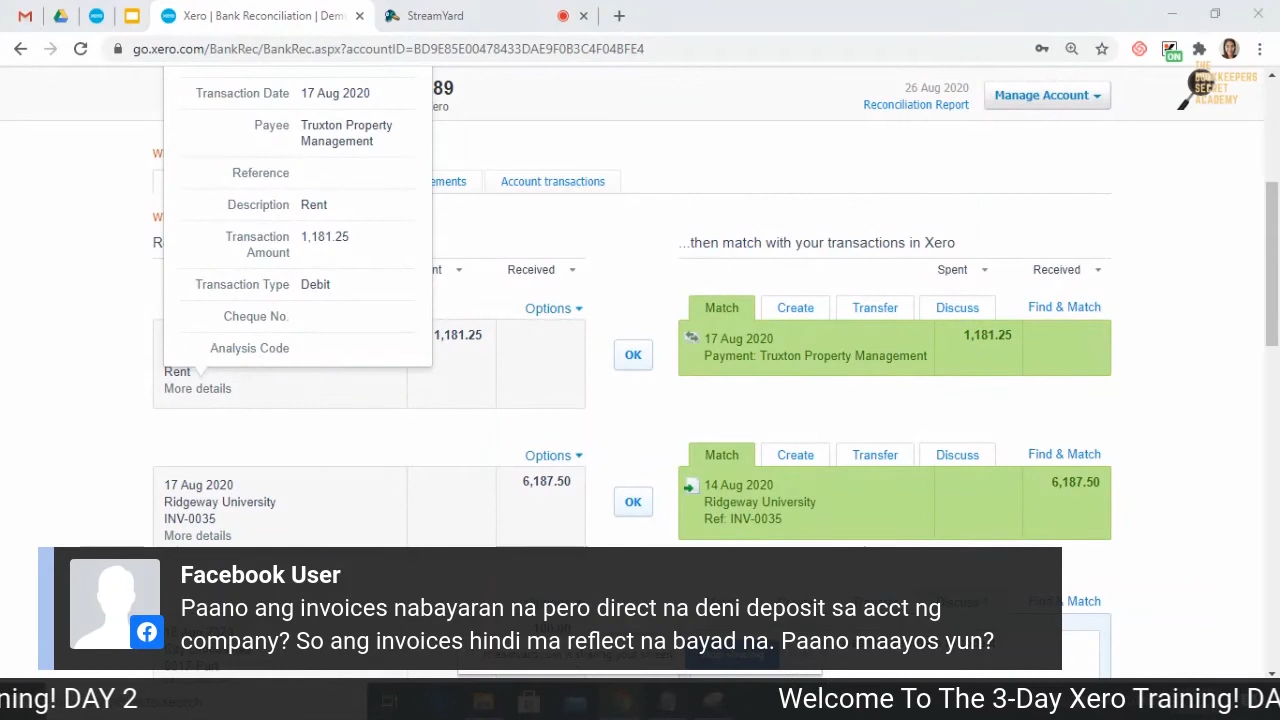 Xero | Bank Reconciliation | Dem
StreamYard
go.xero.com/BankRec/BankRec.aspx?accountID=BD9E85E00478433DAE9F0B3C4F04BFE4
ON
THE
BOOKKEEPERS
SECRET
ACADEMY
Transaction Date 17 Aug 2020
Payee Truxton Property
Management
Reference
Description Rent
Transaction 1,181.25
Amount
Transaction Type Debit
Cheque No.
Analysis Code
89
ero
26 Aug 2020
Reconciliation Report
Manage Account
W
ements Account transactions
W
R
...then match with your transactions in Xero
nt Received Spent Received
Options Match Create Transfer Discuss Find & Match
1,181.25 OK 17 Aug 2020 1,181.25
Payment: Truxton Property Management
Rent
More details
Options Match Create Transfer Discuss Find & Match
17 Aug 2020 6,187.50 OK 14 Aug 2020 6,187.50
Ridgeway University Ridgeway University
INV-0035 Ref: INV-0035
More details
Find & Match
Facebook User
Paano ang invoices nabayaran na pero direct na deni deposit sa acct ng
company? So ang invoices hindi ma reflect na bayad na. Paano maayos yun?
ning! DAY 2 Welcome To The 3-Day Xero Training! DA